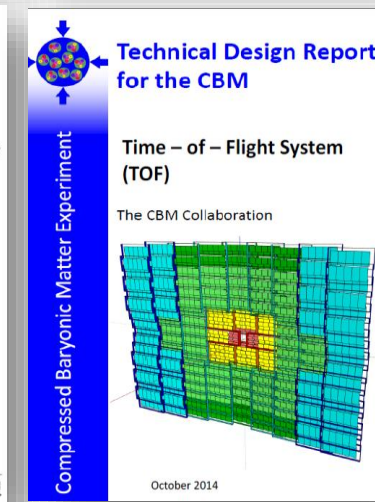 Technical Design Report
for the CBM
Compressed Baryonic Matter Experiment
Time – of – Flight System
(TOF)
The CBM Collaboration
October 2014